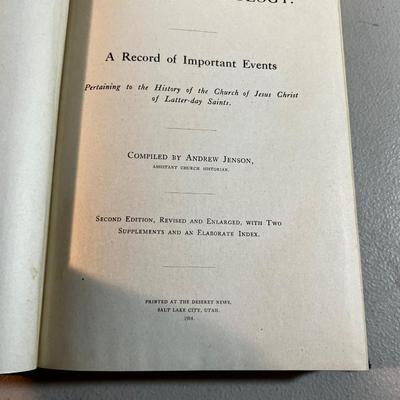 A Record of Important Events
Pertaining to the History of the Church of Jesus Christ
of Latter-day Saints.
Compiled by Andrew Jenson,
Assistant Church Historian.
Second Edition, Revised and Enlarged, with Two
Supplements and an Elaborate Index.
Printed at the Deseret News,
Salt Lake City, Utah.
1914.